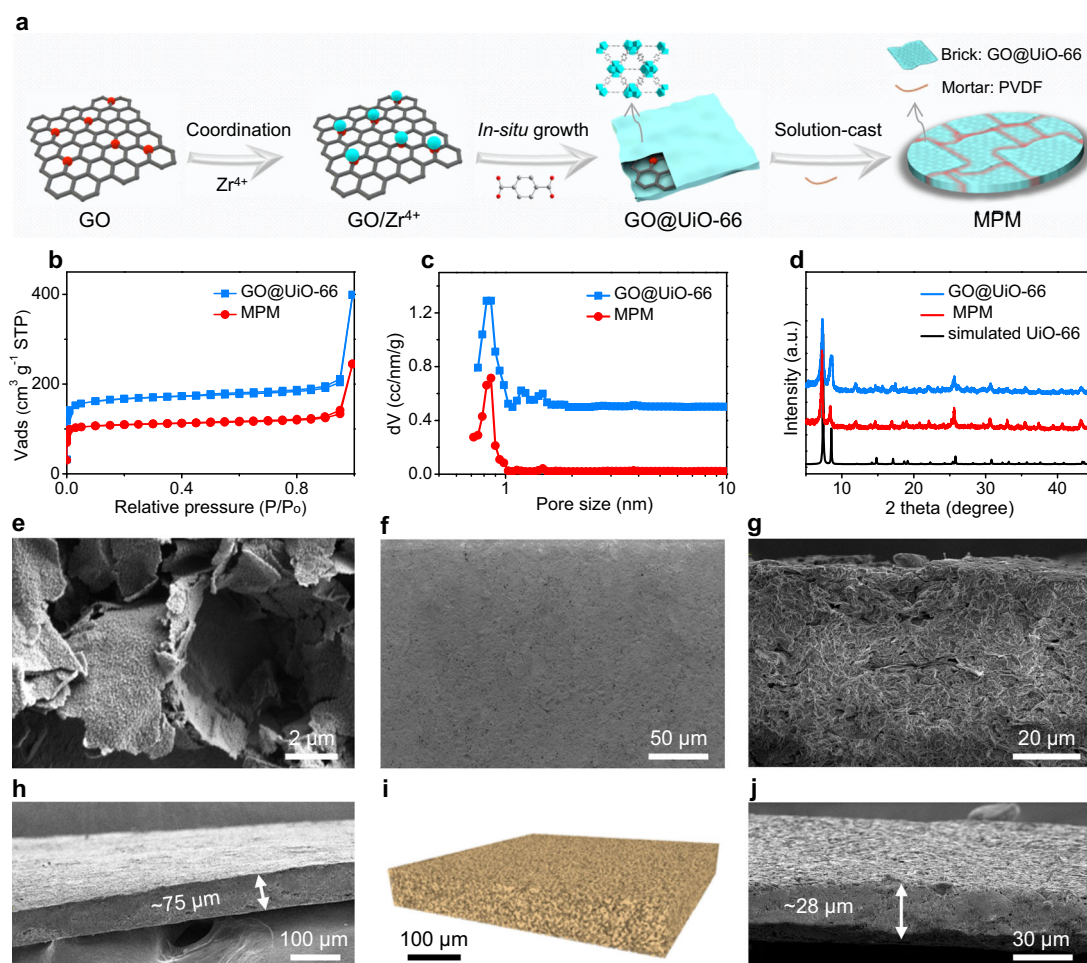 a
Brick: GO@UiO-66
Mortar: PVDF
Coordination
Zr⁴⁺
In-situ growth
Solution-cast
GO
GO/Zr⁴⁺
GO@UiO-66
MPM
b
GO@UiO-66
MPM
Vads (cm³ g⁻¹ STP)
400
200
0
0.0 0.4 0.8
Relative pressure (P/P₀)
c
GO@UiO-66
MPM
dV (cc/nm/g)
1.6
1.2
0.8
0.4
0.0
1 10
Pore size (nm)
d
GO@UiO-66
MPM
simulated UiO-66
Intensity (a.u.)
10 20 30 40
2 theta (degree)
e
2 μm
f
50 μm
g
20 μm
h
~75 μm
100 μm
i
100 μm
j
~28 μm
30 μm